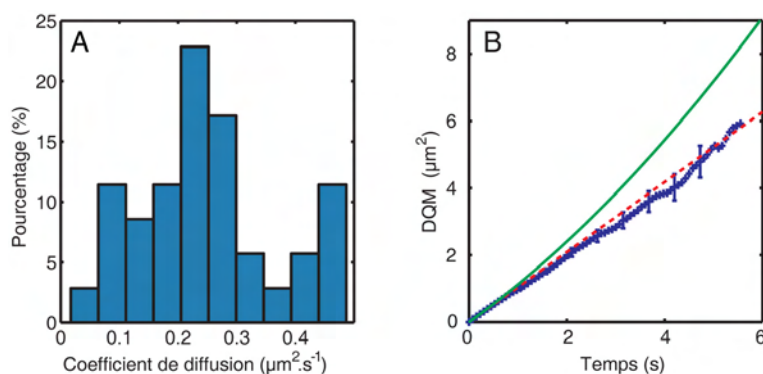 A
25
20
15
10
5
0
Pourcentage (%)
0 0.1 0.2 0.3 0.4
Coefficient de diffusion (µm².s⁻¹)
B
8
6
4
2
0
DQM (µm²)
0 2 4 6
Temps (s)